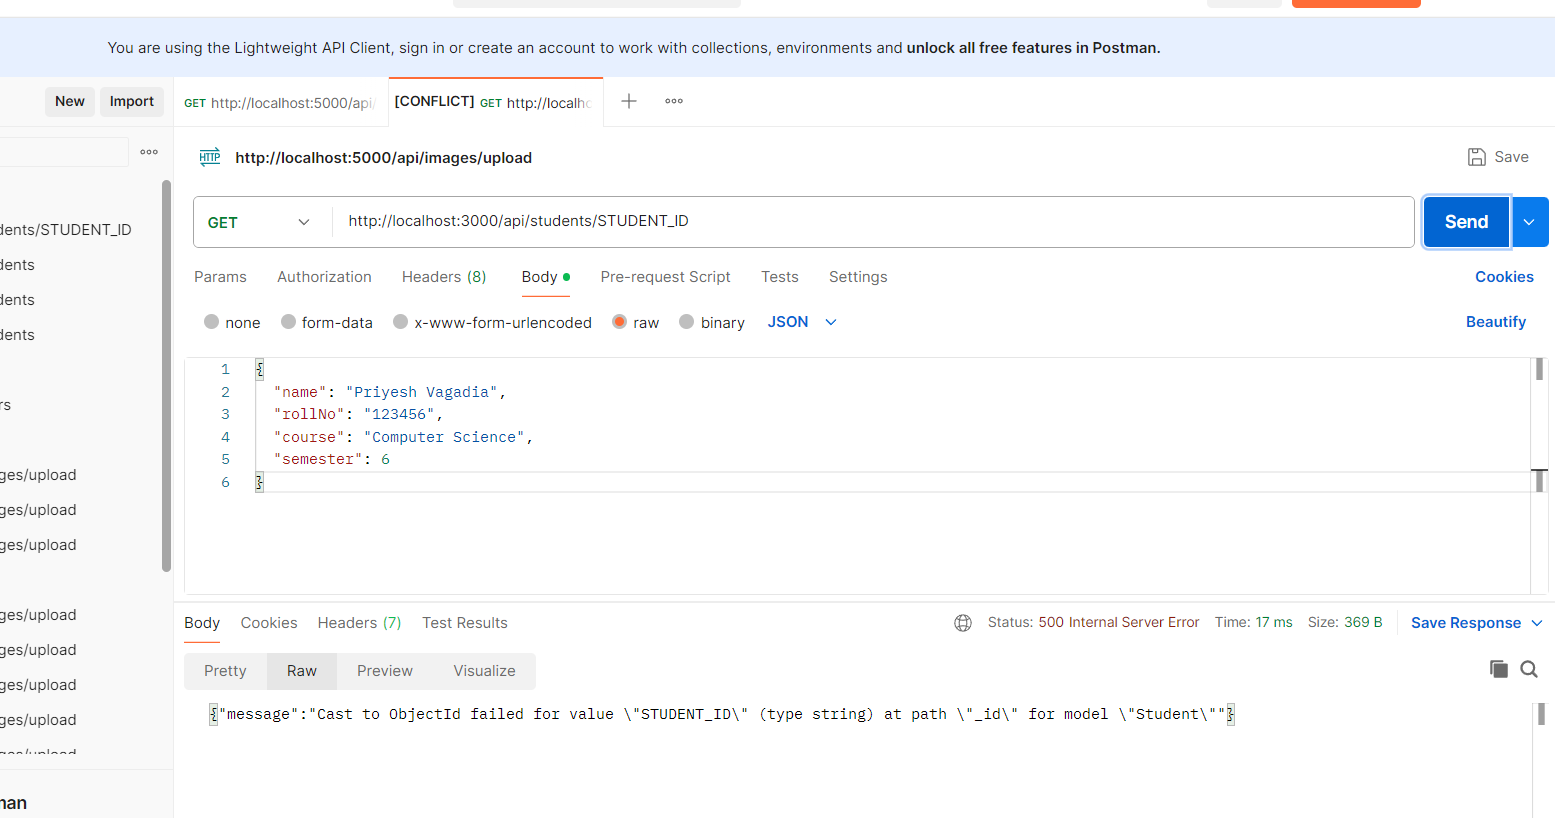 You are using the Lightweight API Client, sign in or create an account to work with collections, environments and unlock all free features in Postman.
New Import GET http://localhost:5000/api/ [CONFLICT] GET http://localho
http://localhost:5000/api/images/upload Save
GET http://localhost:3000/api/students/STUDENT_ID Send
dents/STUDENT_ID
dents
dents
dents
rs
ges/upload
ges/upload
ges/upload
ges/upload
ges/upload
ges/upload
ges/upload
ges/upload
man
Params Authorization Headers (8) Body Pre-request Script Tests Settings Cookies
none form-data x-www-form-urlencoded raw binary JSON Beautify
1 {
2 "name": "Priyesh Vagadia",
3 "rollNo": "123456",
4 "course": "Computer Science",
5 "semester": 6
6 }
Body Cookies Headers (7) Test Results Status: 500 Internal Server Error Time: 17 ms Size: 369 B Save Response
Pretty Raw Preview Visualize
{"message":"Cast to ObjectId failed for value \"STUDENT_ID\" (type string) at path \"_id\" for model \"Student\""}